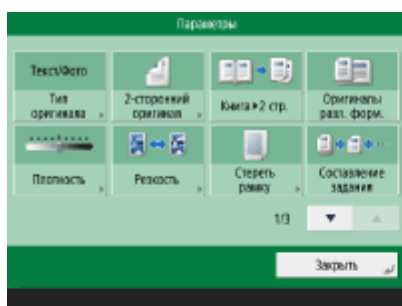 Параметры
Текст/Фото
Тип
оригинала
2-сторонний
оригинал
Книга▸2 стр.
Оригиналы
разл. форм.
Плотность
Резкость
Стереть
рамку
Составление
задания
1/3
Закрыть